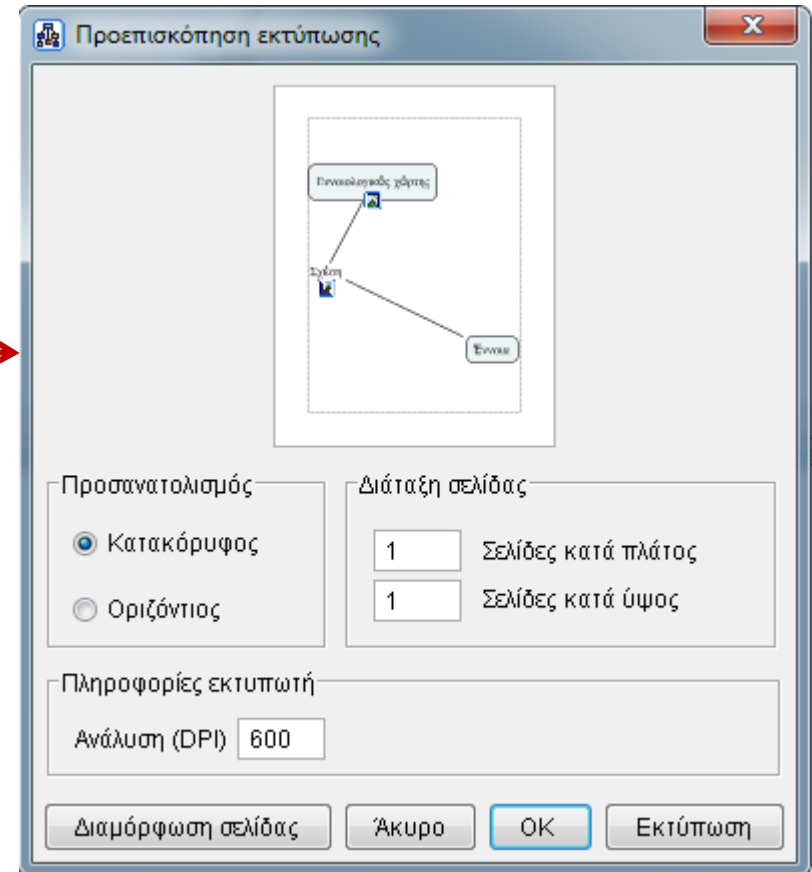 Προεπισκόπηση εκτύπωσης
Εννοιολογικός χάρτης
Σχέση
Έννοια
Προσανατολισμός
Διάταξη σελίδας
Κατακόρυφος
1 Σελίδες κατά πλάτος
Οριζόντιος
1 Σελίδες κατά ύψος
Πληροφορίες εκτυπωτή
Ανάλυση (DPI) 600
Διαμόρφωση σελίδας Άκυρο OK Εκτύπωση